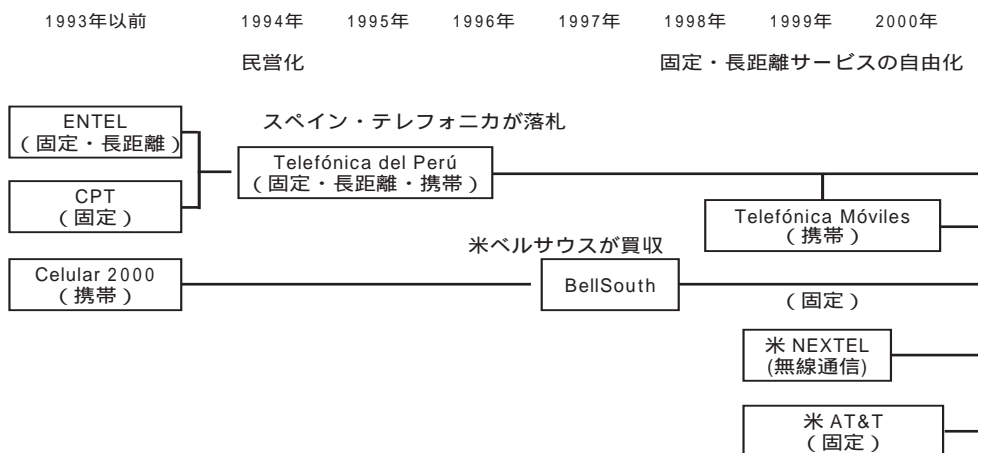 1993年以前 1994年 1995年 1996年 1997年 1998年 1999年 2000年
民営化 固定・長距離サービスの自由化
ENTEL
（固定・長距離）
スペイン・テレフォニカが落札
Telefónica del Perú
（固定・長距離・携帯）
CPT
（固定）
Telefónica Móviles
（携帯）
米ベルサウスが買収
Celular 2000
（携帯）
BellSouth
（固定）
米 NEXTEL
(無線通信)
米 AT&T
（固定）